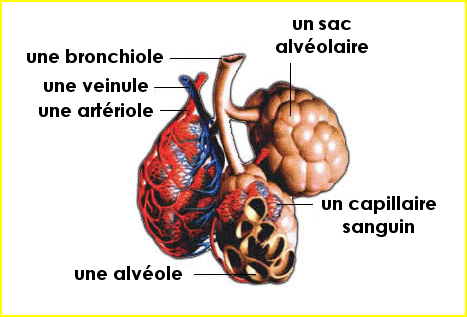 un sac
alvéolaire
une bronchiole
une veinule
une artériole
un capillaire
sanguin
une alvéole